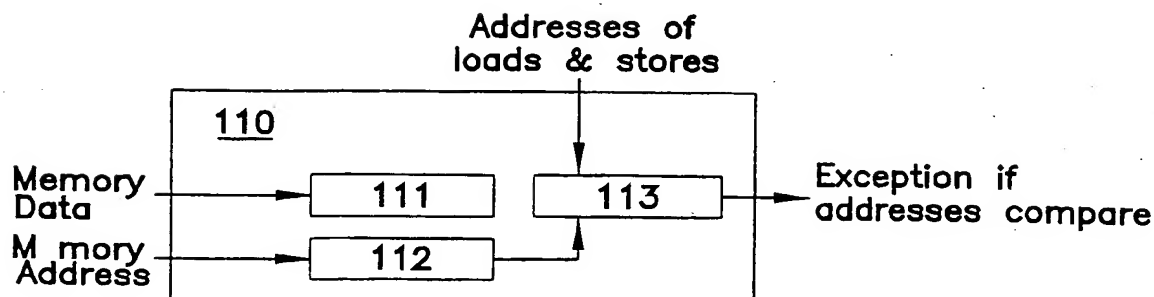 Addresses of
loads & stores
110
Memory
Data
111
113
Exception if
addresses compare
M mory
Address
112